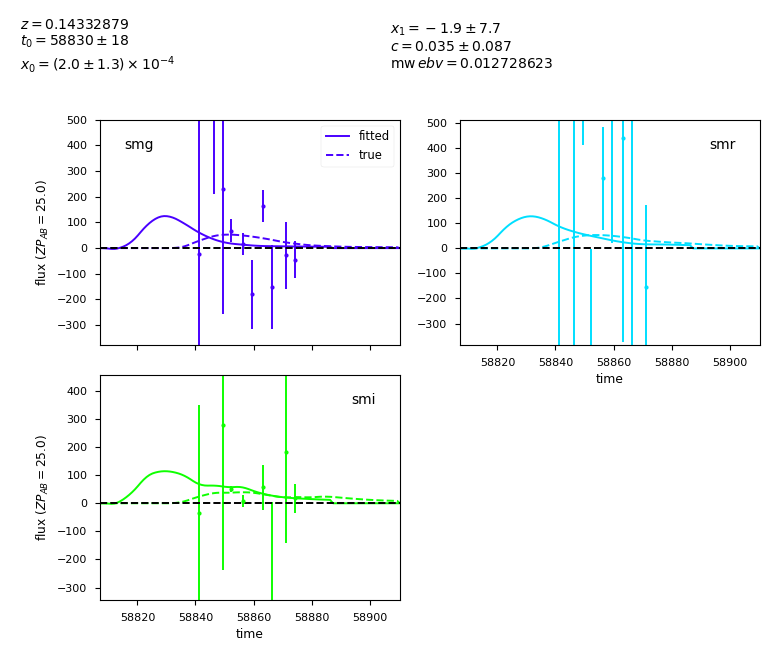 z = 0.14332879
t₀ = 58830 ± 18
x₀ = (2.0 ± 1.3) × 10⁻⁴
x₁ = −1.9 ± 7.7
c = 0.035 ± 0.087
mw ebv = 0.012728623
smg
fitted
true
500
400
300
200
100
0
−100
−200
−300
flux (ZP_AB = 25.0)
smr
500
400
300
200
100
0
−100
−200
−300
58820 58840 58860 58880 58900
time
smi
400
300
200
100
0
−100
−200
−300
flux (ZP_AB = 25.0)
58820 58840 58860 58880 58900
time